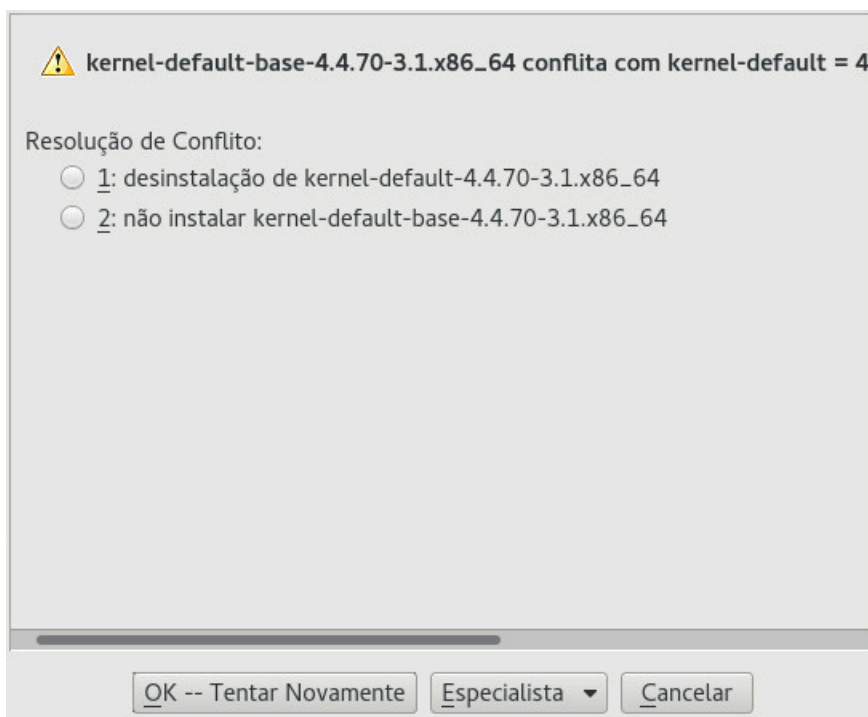 kernel-default-base-4.4.70-3.1.x86_64 conflita com kernel-default = 4
Resolução de Conflito:
1: desinstalação de kernel-default-4.4.70-3.1.x86_64
2: não instalar kernel-default-base-4.4.70-3.1.x86_64
OK -- Tentar Novamente Especialista Cancelar